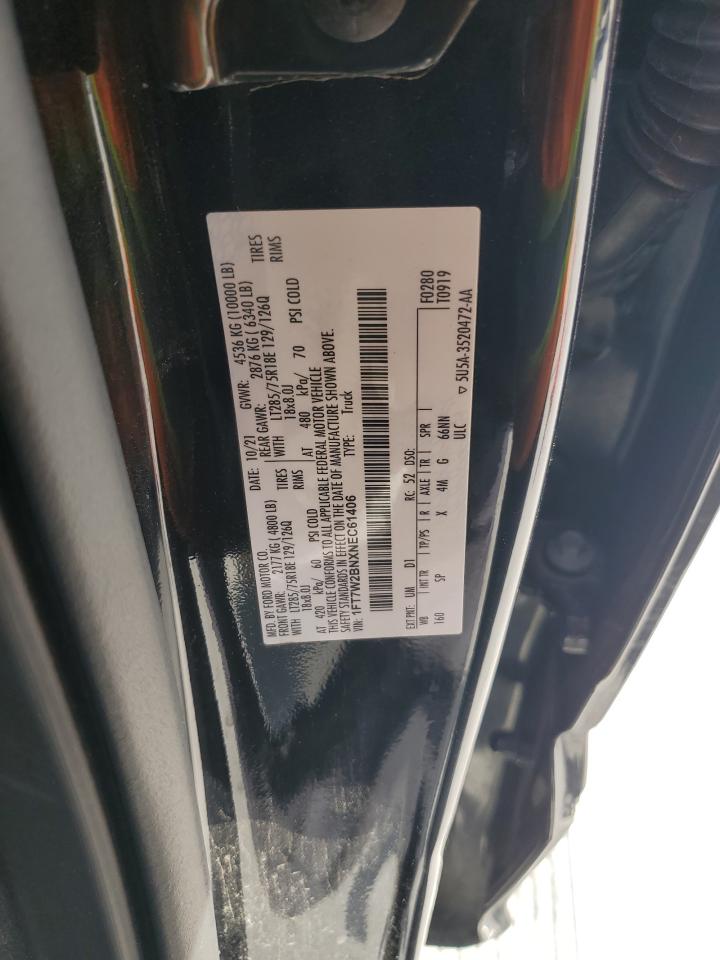 MFD. BY FORD MOTOR CO.
DATE: 10/21 GVWR: 4536 KG (10000 LB)
FRONT GAWR: 2177 KG (4800 LB) REAR GAWR: 2876 KG (6340 LB)
WITH LT285/75R18E 129/126Q TIRES WITH LT285/75R18E 129/126Q TIRES
18x8.0J RIMS 18x8.0J RIMS
AT 420 kPa/ 60 PSI COLD AT 480 kPa/ 70 PSI COLD
THIS VEHICLE CONFORMS TO ALL APPLICABLE FEDERAL MOTOR VEHICLE
SAFETY STANDARDS IN EFFECT ON THE DATE OF MANUFACTURE SHOWN ABOVE.
VIN: 1FT7W2BNXNEC61406 TYPE: Truck
EXT PNT: UN D1 RC: 52 DSO: F0280
WB INT TR TP/PS R AXLE TR SPR T0919
160 SP X 4M G 66NN
ULC
▽ 5U5A-3520472-AA